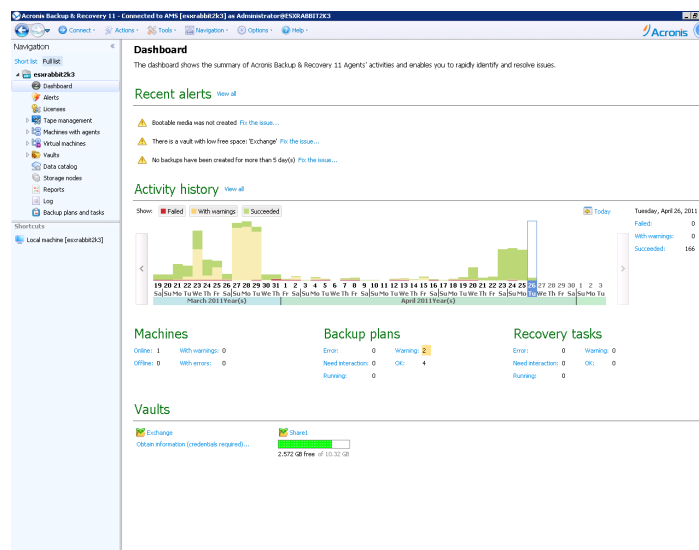 Acronis Backup & Recovery 11 - Connected to AMS [esxrabbit2k3] as Administrator@ESXRABBIT2K3
Connect Actions Tools Navigation Options Help
Acronis
Navigation
Short list Full list
esxrabbit2k3
Dashboard
Alerts
Licenses
Tape management
Machines with agents
Virtual machines
Vaults
Data catalog
Storage nodes
Reports
Log
Backup plans and tasks
Shortcuts
Local machine [esxrabbit2k3]
Dashboard
The dashboard shows the summary of Acronis Backup & Recovery 11 Agents' activities and enables you to rapidly identify and resolve issues.
Recent alerts View all
Bootable media was not created Fix the issue...
There is a vault with low free space: 'Exchange' Fix the issue...
No backups have been created for more than 5 day(s) Fix the issue...
Activity history View all
Show: Failed With warnings Succeeded Today
19 20 21 22 23 24 25 26 27 28 29 30 31 1 2 3 4 5 6 7 8 9 10 11 12 13 14 15 16 17 18 19 20 21 22 23 24 25 26 27 28 29 30 1 2 3
Sa Su Mo Tu We Th Fr Sa Su Mo Tu We Th Fr Sa Su Mo Tu We Th Fr Sa Su Mo Tu We Th Fr Sa Su Mo Tu We Th Fr Sa Su Mo Tu We Th Fr Sa Su Mo Tu
March 2011Year(s) April 2011Year(s)
Tuesday, April 26, 2011
Failed: 0
With warnings: 0
Succeeded: 166
Machines
Online: 1 With warnings: 0
Offline: 0 With errors: 0
Backup plans
Error: 0 Warning: 2
Need interaction: 0 OK: 4
Running: 0
Recovery tasks
Error: 0 Warning: 0
Need interaction: 0 OK: 0
Running: 0
Vaults
Exchange
Obtain information (credentials required)...
Share1
2.572 GB free of 10.32 GB